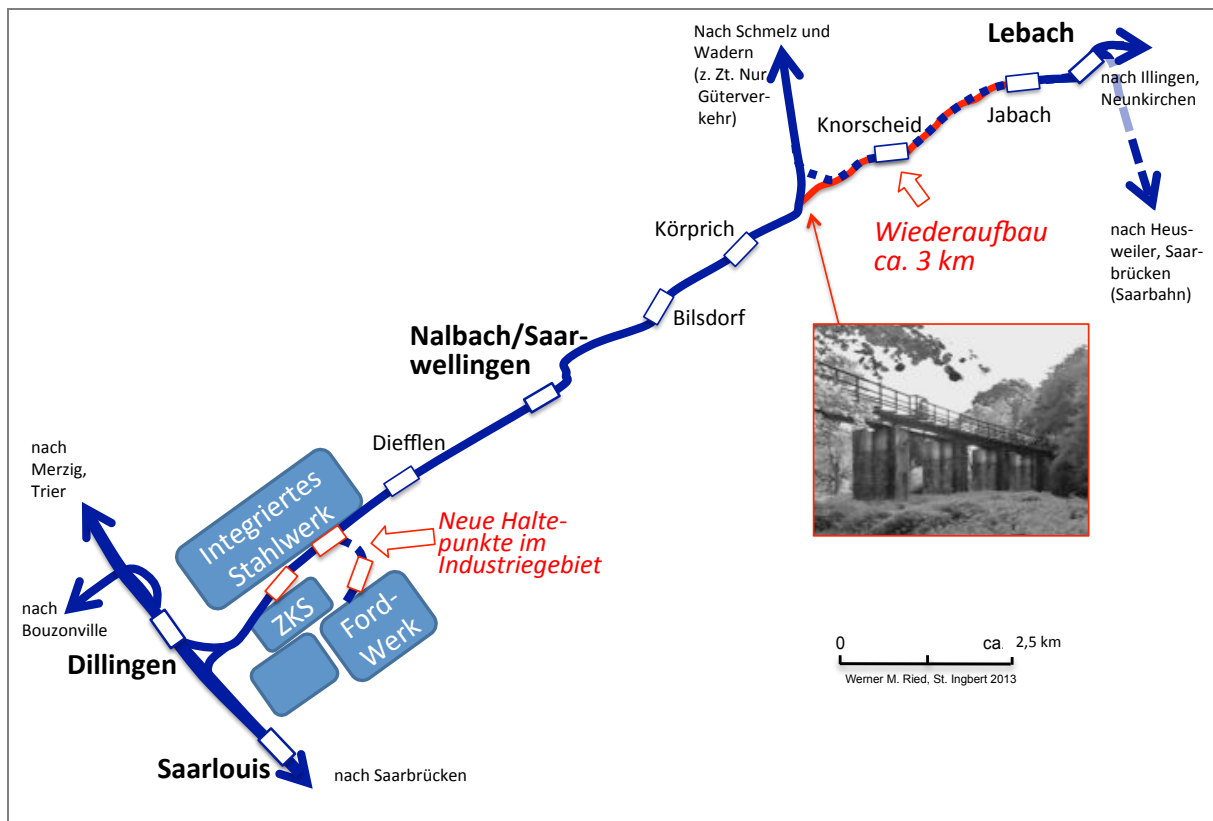 Nach Schmelz und
Wadern
(z. Zt. Nur
Güterver-
kehr)
Lebach
nach Illingen,
Neunkirchen
Jabach
Knorscheid
Wiederaufbau
ca. 3 km
nach Heus-
weiler, Saar-
brücken
(Saarbahn)
Körprich
Bilsdorf
Nalbach/Saar-
wellingen
Diefflen
nach
Merzig,
Trier
Integriertes
Stahlwerk
Neue Halte-
punkte im
Industriegebiet
ZKS
Ford-
Werk
nach
Bouzonville
Dillingen
Saarlouis
nach Saarbrücken
0 ca. 2,5 km
Werner M. Ried, St. Ingbert 2013